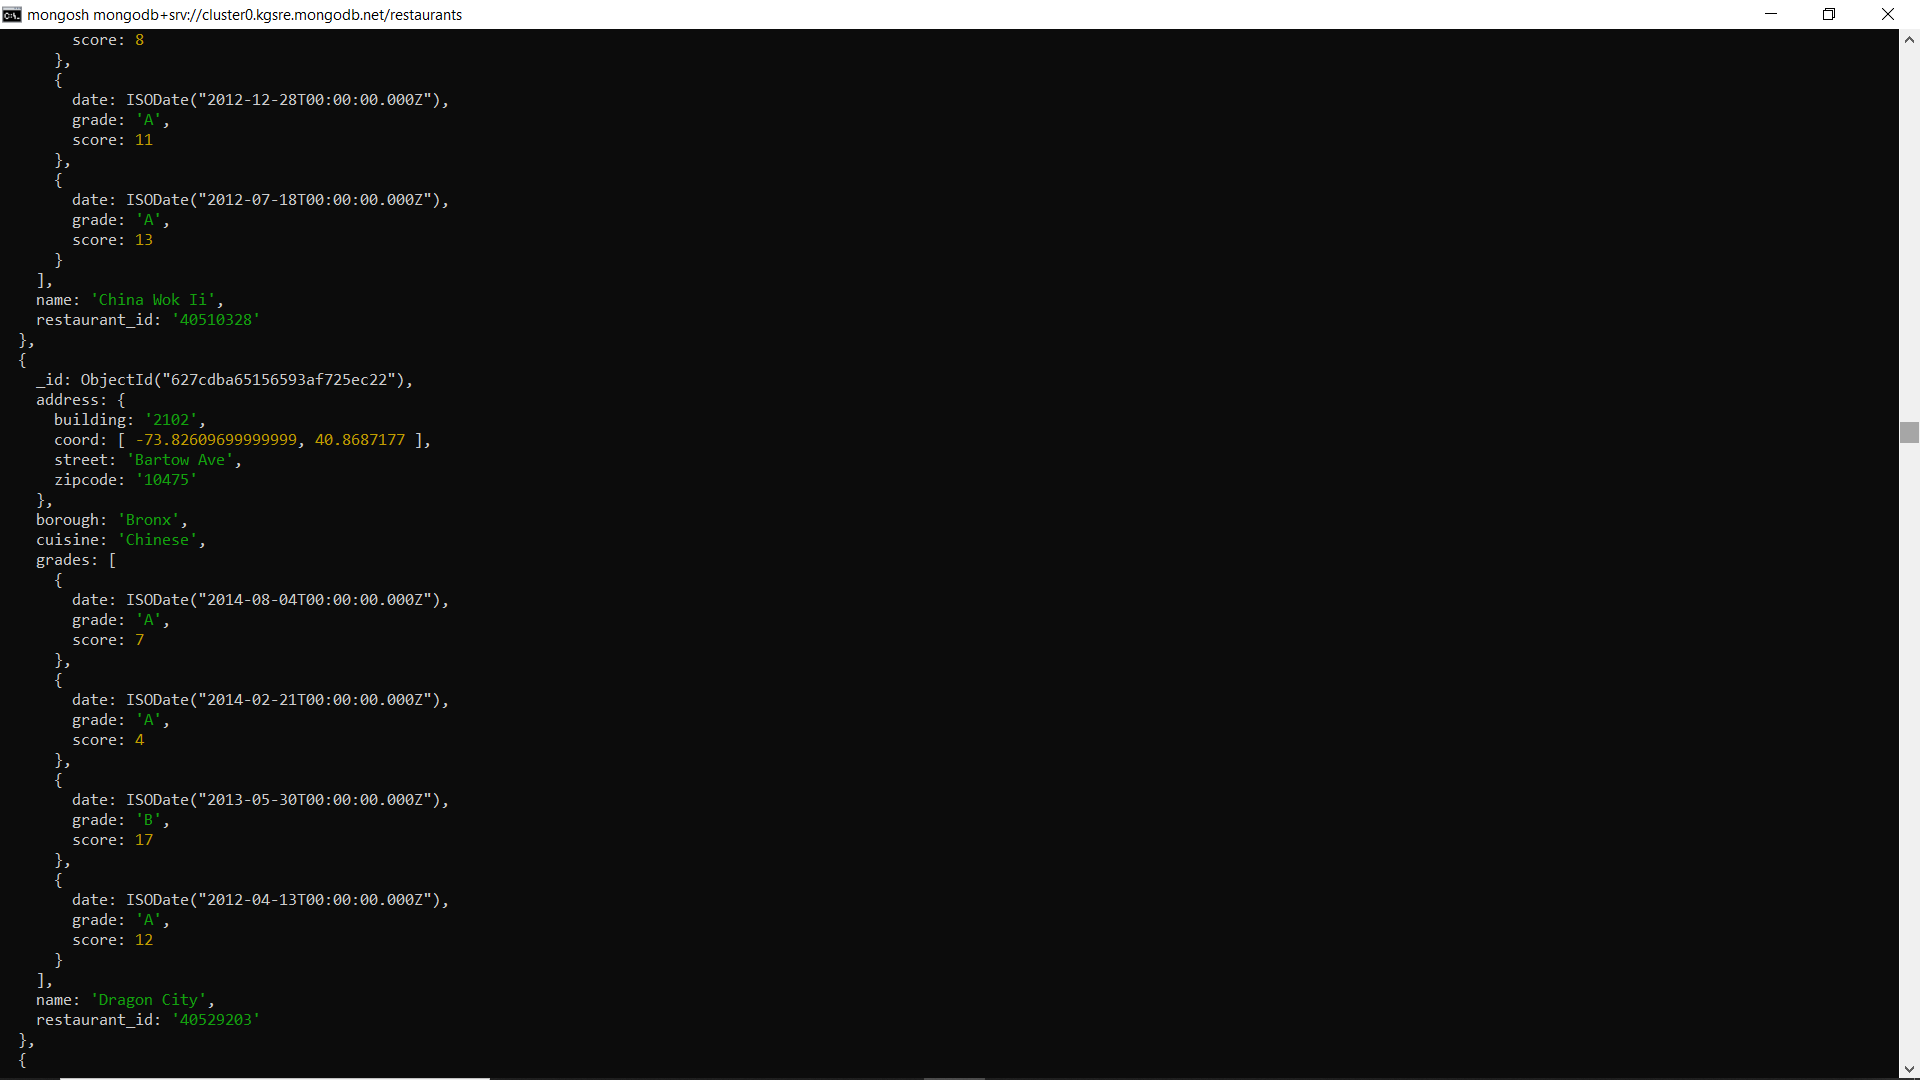 mongosh mongodb+srv://cluster0.kgsre.mongodb.net/restaurants
score: 8
},
{
date: ISODate("2012-12-28T00:00:00.000Z"),
grade: 'A',
score: 11
},
{
date: ISODate("2012-07-18T00:00:00.000Z"),
grade: 'A',
score: 13
}
],
name: 'China Wok Ii',
restaurant_id: '40510328'
},
{
_id: ObjectId("627cdba65156593af725ec22"),
address: {
building: '2102',
coord: [ -73.82609699999999, 40.8687177 ],
street: 'Bartow Ave',
zipcode: '10475'
},
borough: 'Bronx',
cuisine: 'Chinese',
grades: [
{
date: ISODate("2014-08-04T00:00:00.000Z"),
grade: 'A',
score: 7
},
{
date: ISODate("2014-02-21T00:00:00.000Z"),
grade: 'A',
score: 4
},
{
date: ISODate("2013-05-30T00:00:00.000Z"),
grade: 'B',
score: 17
},
{
date: ISODate("2012-04-13T00:00:00.000Z"),
grade: 'A',
score: 12
}
],
name: 'Dragon City',
restaurant_id: '40529203'
},
{